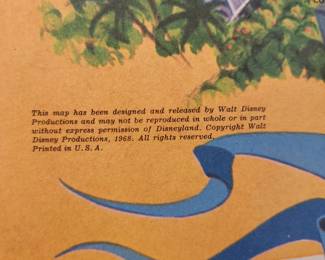 This map has been designed and released by Walt Disney
Productions and may not be reproduced in whole or in part
without express permission of Disneyland. Copyright Walt
Disney Productions, 1968. All rights reserved.
Printed in U.S.A.